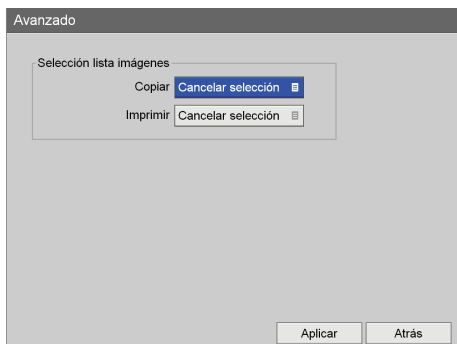 Avanzado
Selección lista imágenes
Copiar Cancelar selección
Imprimir Cancelar selección
Aplicar Atrás